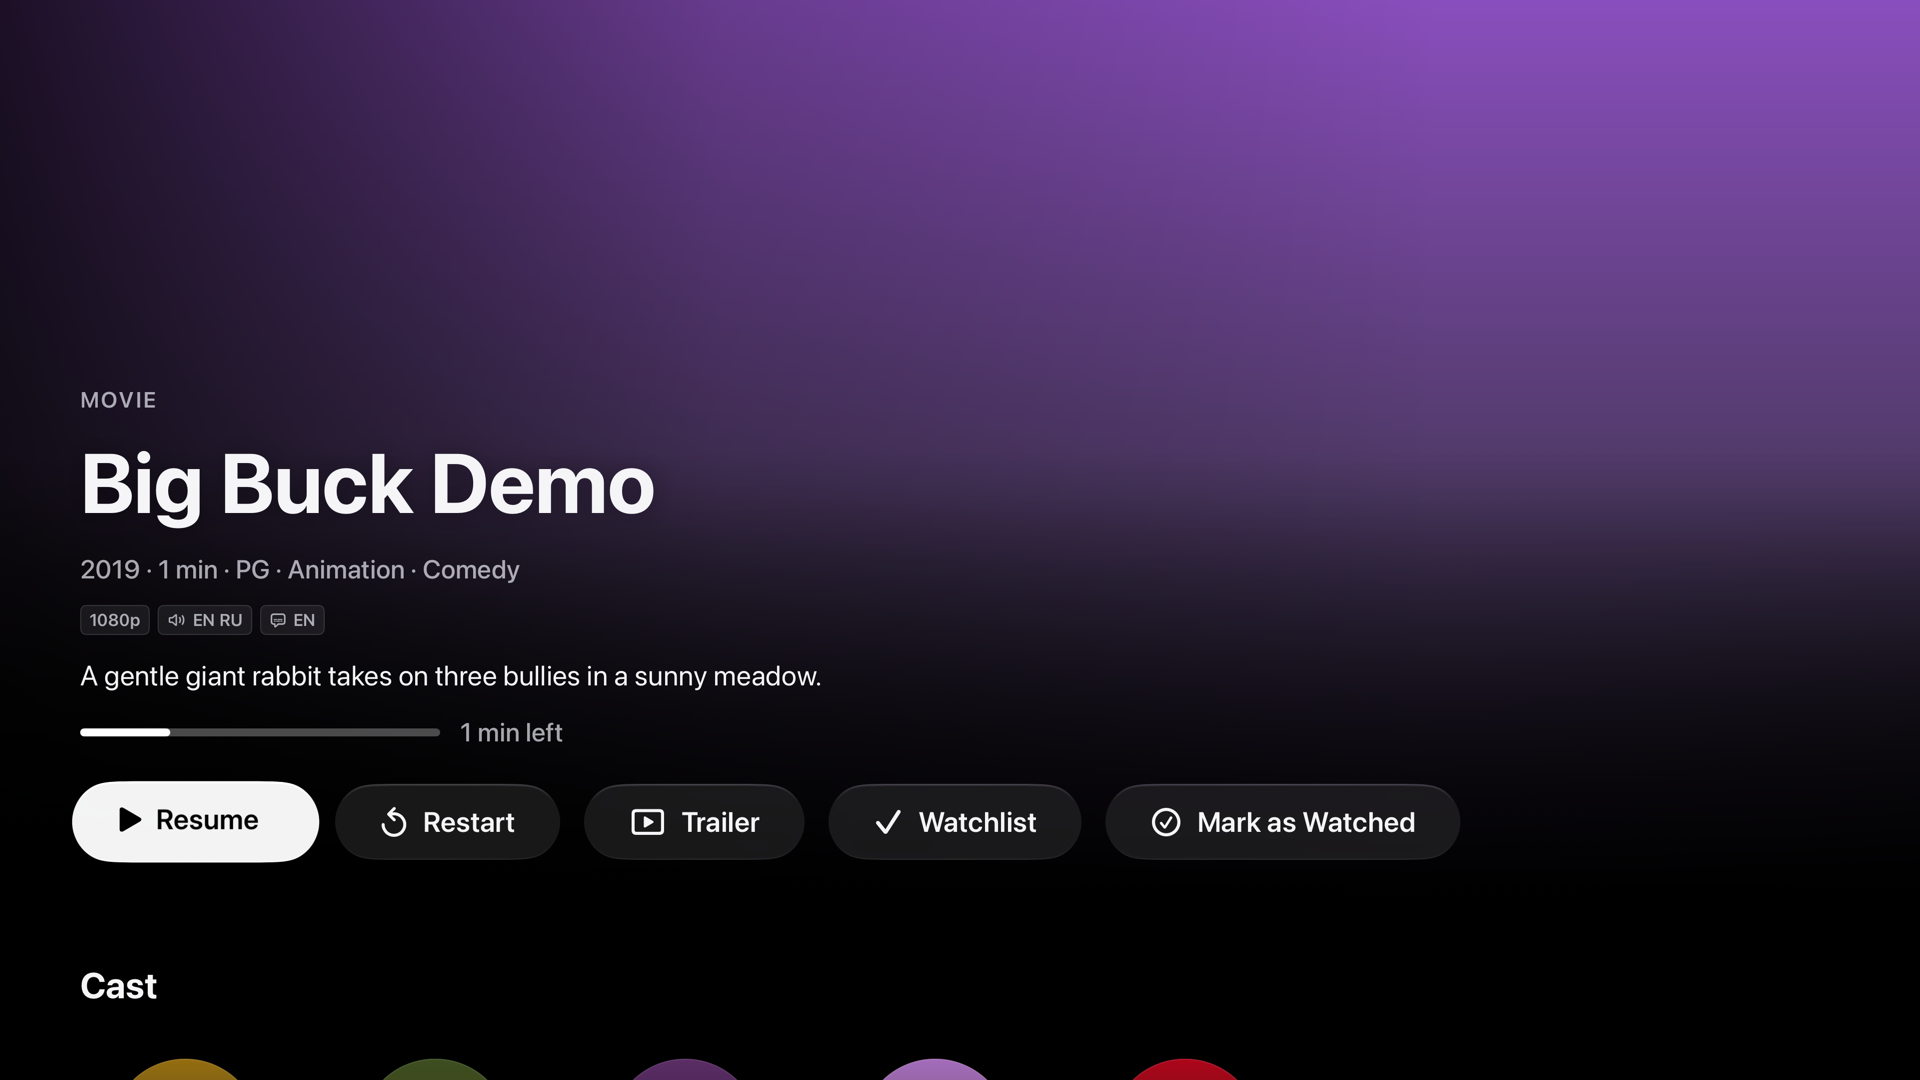 MOVIE
Big Buck Demo
2019 · 1 min · PG · Animation · Comedy
1080p EN RU EN
A gentle giant rabbit takes on three bullies in a sunny meadow.
1 min left
Resume Restart Trailer Watchlist Mark as Watched
Cast